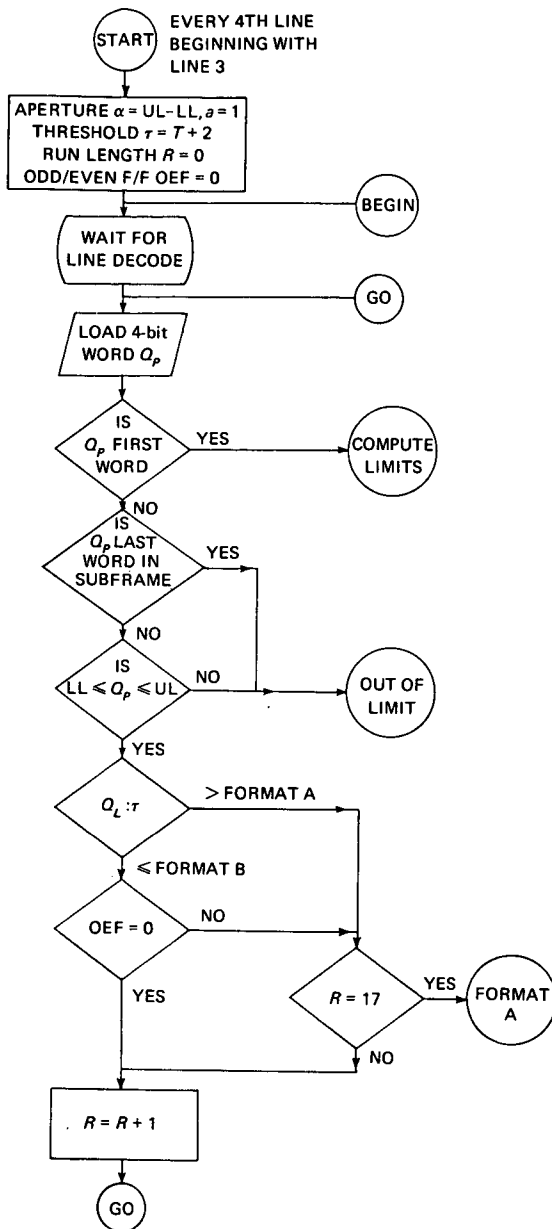 START
EVERY 4TH LINE
BEGINNING WITH
LINE 3
APERTURE α = UL–LL, a = 1
THRESHOLD τ = T + 2
RUN LENGTH R = 0
ODD/EVEN F/F OEF = 0
BEGIN
WAIT FOR
LINE DECODE
GO
LOAD 4-bit
WORD Qp
IS
Qp FIRST
WORD
YES
COMPUTE
LIMITS
NO
IS
Qp LAST
WORD IN
SUBFRAME
YES
NO
IS
LL ≤ Qp ≤ UL
NO
OUT OF
LIMIT
YES
QL : τ
> FORMAT A
≤ FORMAT B
OEF = 0
NO
YES
R = 17
YES
FORMAT
A
NO
R = R + 1
GO